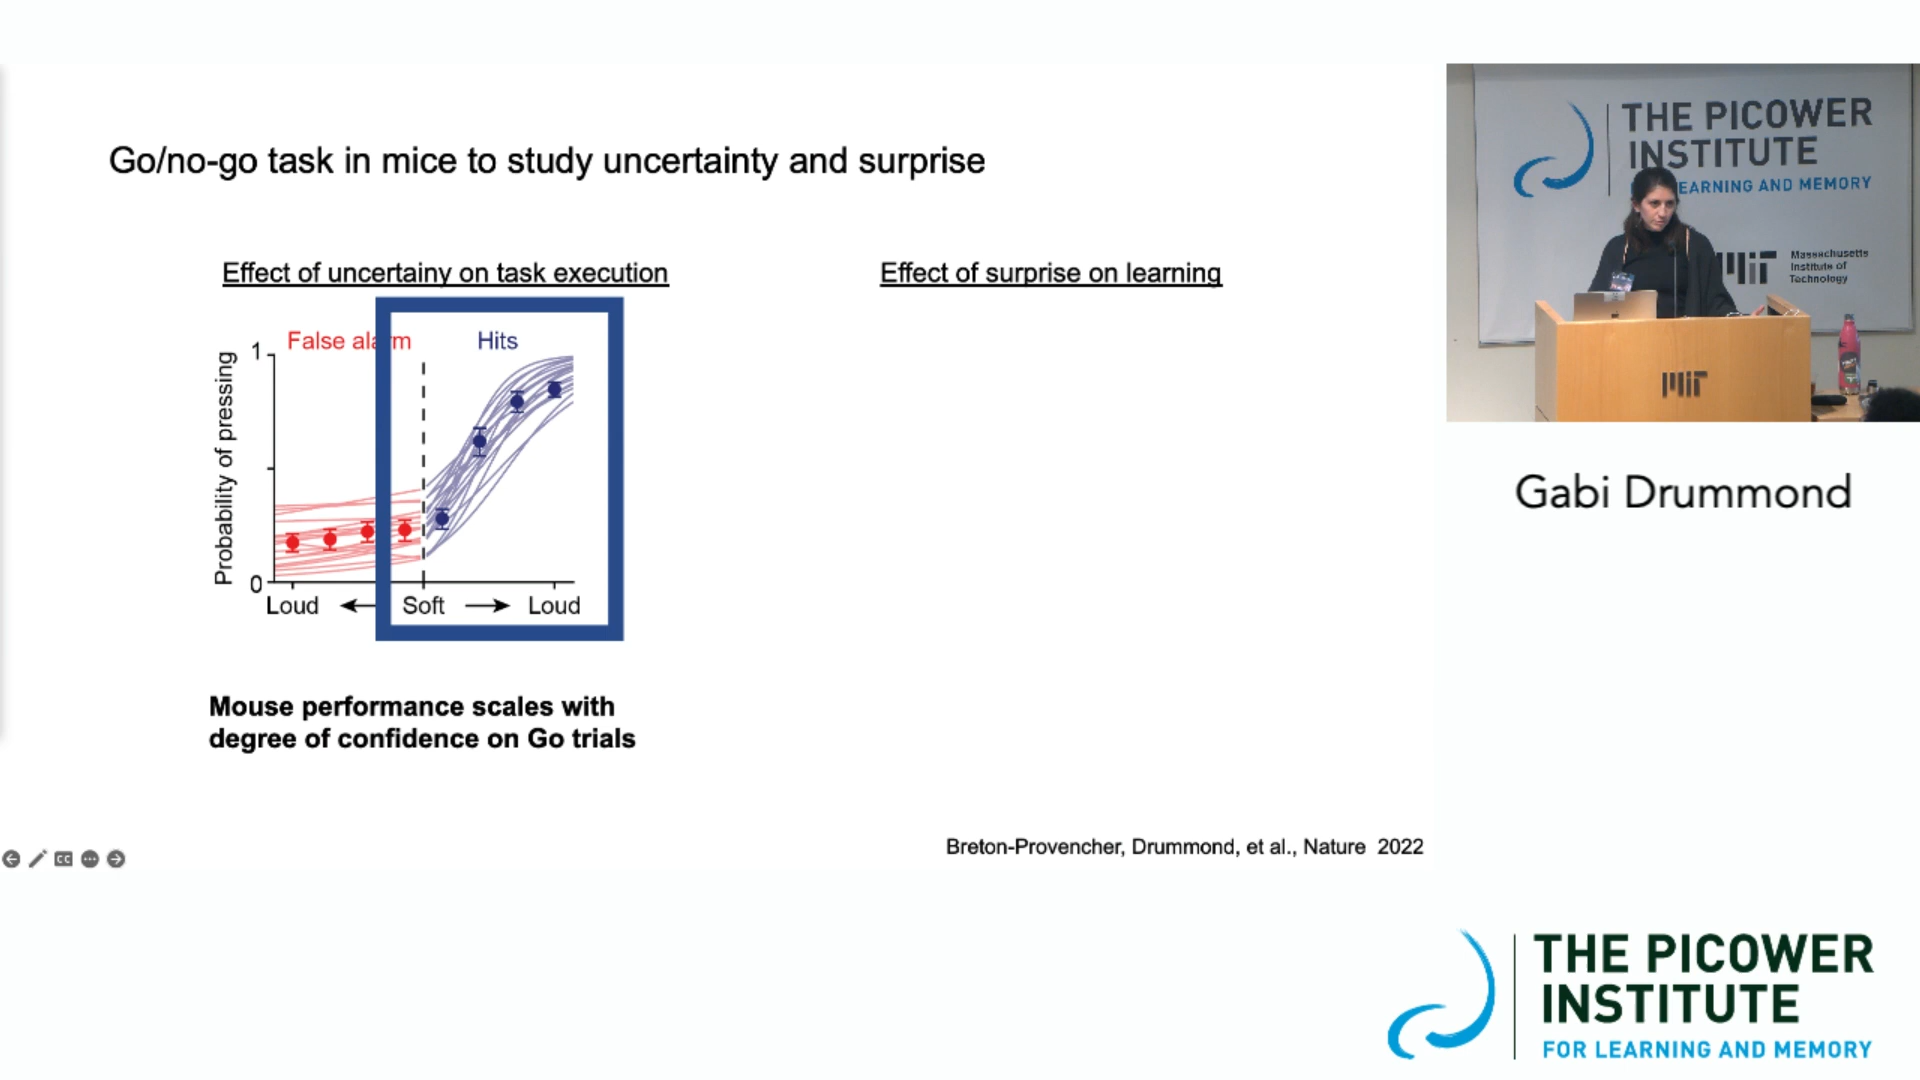 Go/no-go task in mice to study uncertainty and surprise
Effect of uncertainy on task execution
Effect of surprise on learning
False alarm
Hits
Probability of pressing
1
0
Loud
Soft
Loud
Mouse performance scales with
degree of confidence on Go trials
Breton-Provencher, Drummond, et al., Nature 2022
CC
THE PICOWER
INSTITUTE
EARNING AND MEMORY
MIT
Massachusetts
Institute of
Technology
MIT
Gabi Drummond
THE PICOWER
INSTITUTE
FOR LEARNING AND MEMORY